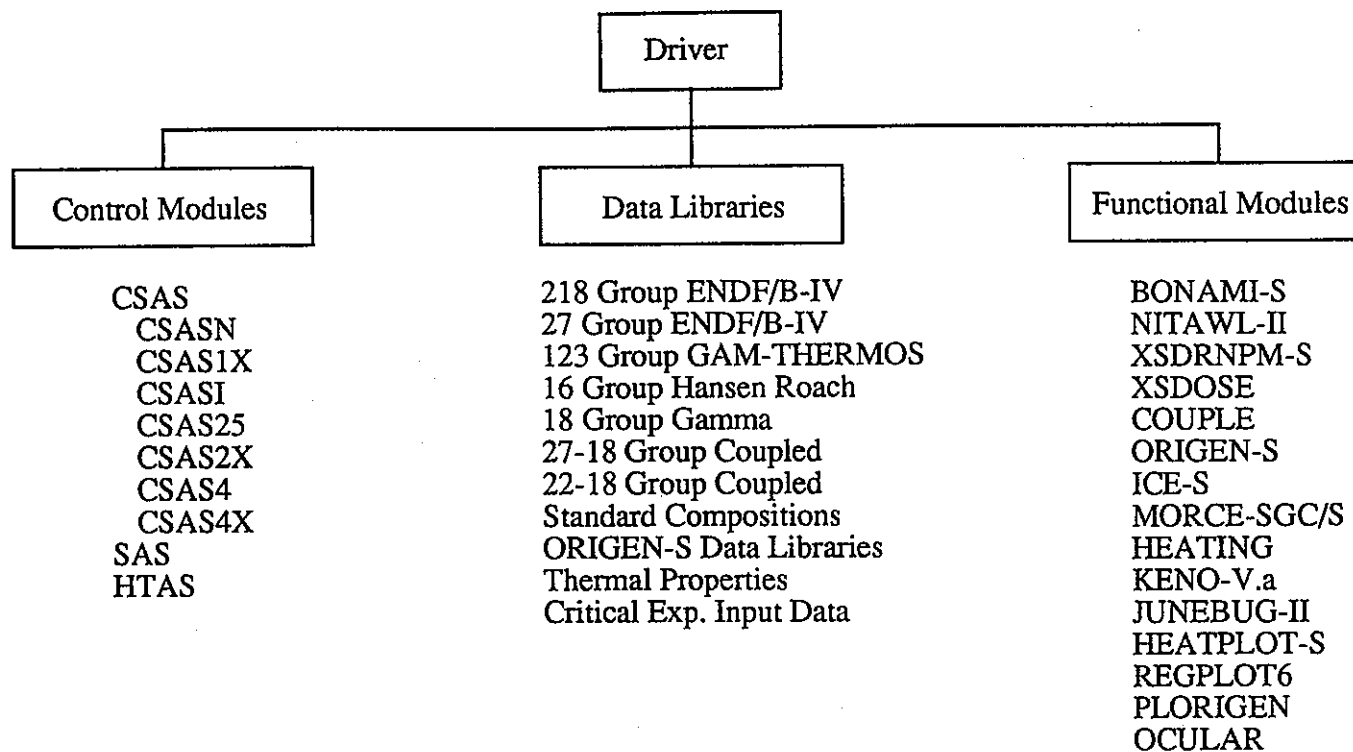 Driver
Control Modules
CSAS
CSASN
CSAS1X
CSASI
CSAS25
CSAS2X
CSAS4
CSAS4X
SAS
HTAS
Data Libraries
218 Group ENDF/B-IV
27 Group ENDF/B-IV
123 Group GAM-THERMOS
16 Group Hansen Roach
18 Group Gamma
27-18 Group Coupled
22-18 Group Coupled
Standard Compositions
ORIGEN-S Data Libraries
Thermal Properties
Critical Exp. Input Data
Functional Modules
BONAMI-S
NITAWL-II
XSDRNPM-S
XSDOSE
COUPLE
ORIGEN-S
ICE-S
MORCE-SGC/S
HEATING
KENO-V.a
JUNEBUG-II
HEATPLOT-S
REGPLOT6
PLORIGEN
OCULAR